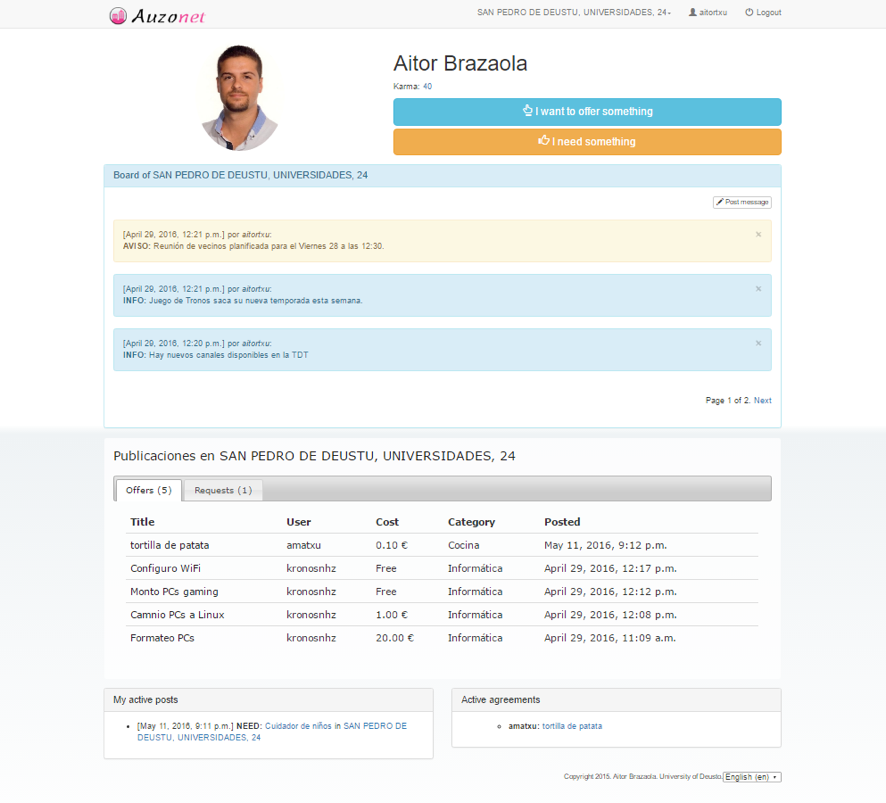 Auzonet SAN PEDRO DE DEUSTU, UNIVERSIDADES, 24 aitortxu Logout
Aitor Brazaola
Karma: 40
I want to offer something
I need something
Board of SAN PEDRO DE DEUSTU, UNIVERSIDADES, 24
Post message
[April 29, 2016, 12:21 p.m.] por aitortxu: ×
AVISO: Reunión de vecinos planificada para el Viernes 28 a las 12:30.
[April 29, 2016, 12:21 p.m.] por aitortxu: ×
INFO: Juego de Tronos saca su nueva temporada esta semana.
[April 29, 2016, 12:20 p.m.] por aitortxu: ×
INFO: Hay nuevos canales disponibles en la TDT
Page 1 of 2. Next
Publicaciones en SAN PEDRO DE DEUSTU, UNIVERSIDADES, 24
Offers (5) Requests (1)
Title User Cost Category Posted
tortilla de patata amatxu 0.10 € Cocina May 11, 2016, 9:12 p.m.
Configuro WiFi kronosnhz Free Informática April 29, 2016, 12:17 p.m.
Monto PCs gaming kronosnhz Free Informática April 29, 2016, 12:12 p.m.
Camnio PCs a Linux kronosnhz 1.00 € Informática April 29, 2016, 12:08 p.m.
Formateo PCs kronosnhz 20.00 € Informática April 29, 2016, 11:09 a.m.
My active posts
[May 11, 2016, 9:11 p.m.] NEED: Cuidador de niños in SAN PEDRO DE
DEUSTU, UNIVERSIDADES, 24
Active agreements
amatxu: tortilla de patata
Copyright 2015. Aitor Brazaola. University of Deusto. English (en)